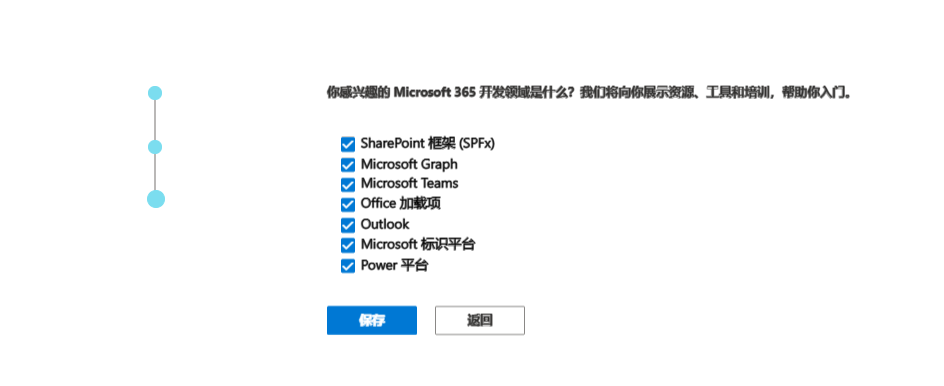 你感兴趣的 Microsoft 365 开发领域是什么？我们将向你展示资源、工具和培训，帮助你入门。
SharePoint 框架 (SPFx)
Microsoft Graph
Microsoft Teams
Office 加载项
Outlook
Microsoft 标识平台
Power 平台
保存
返回